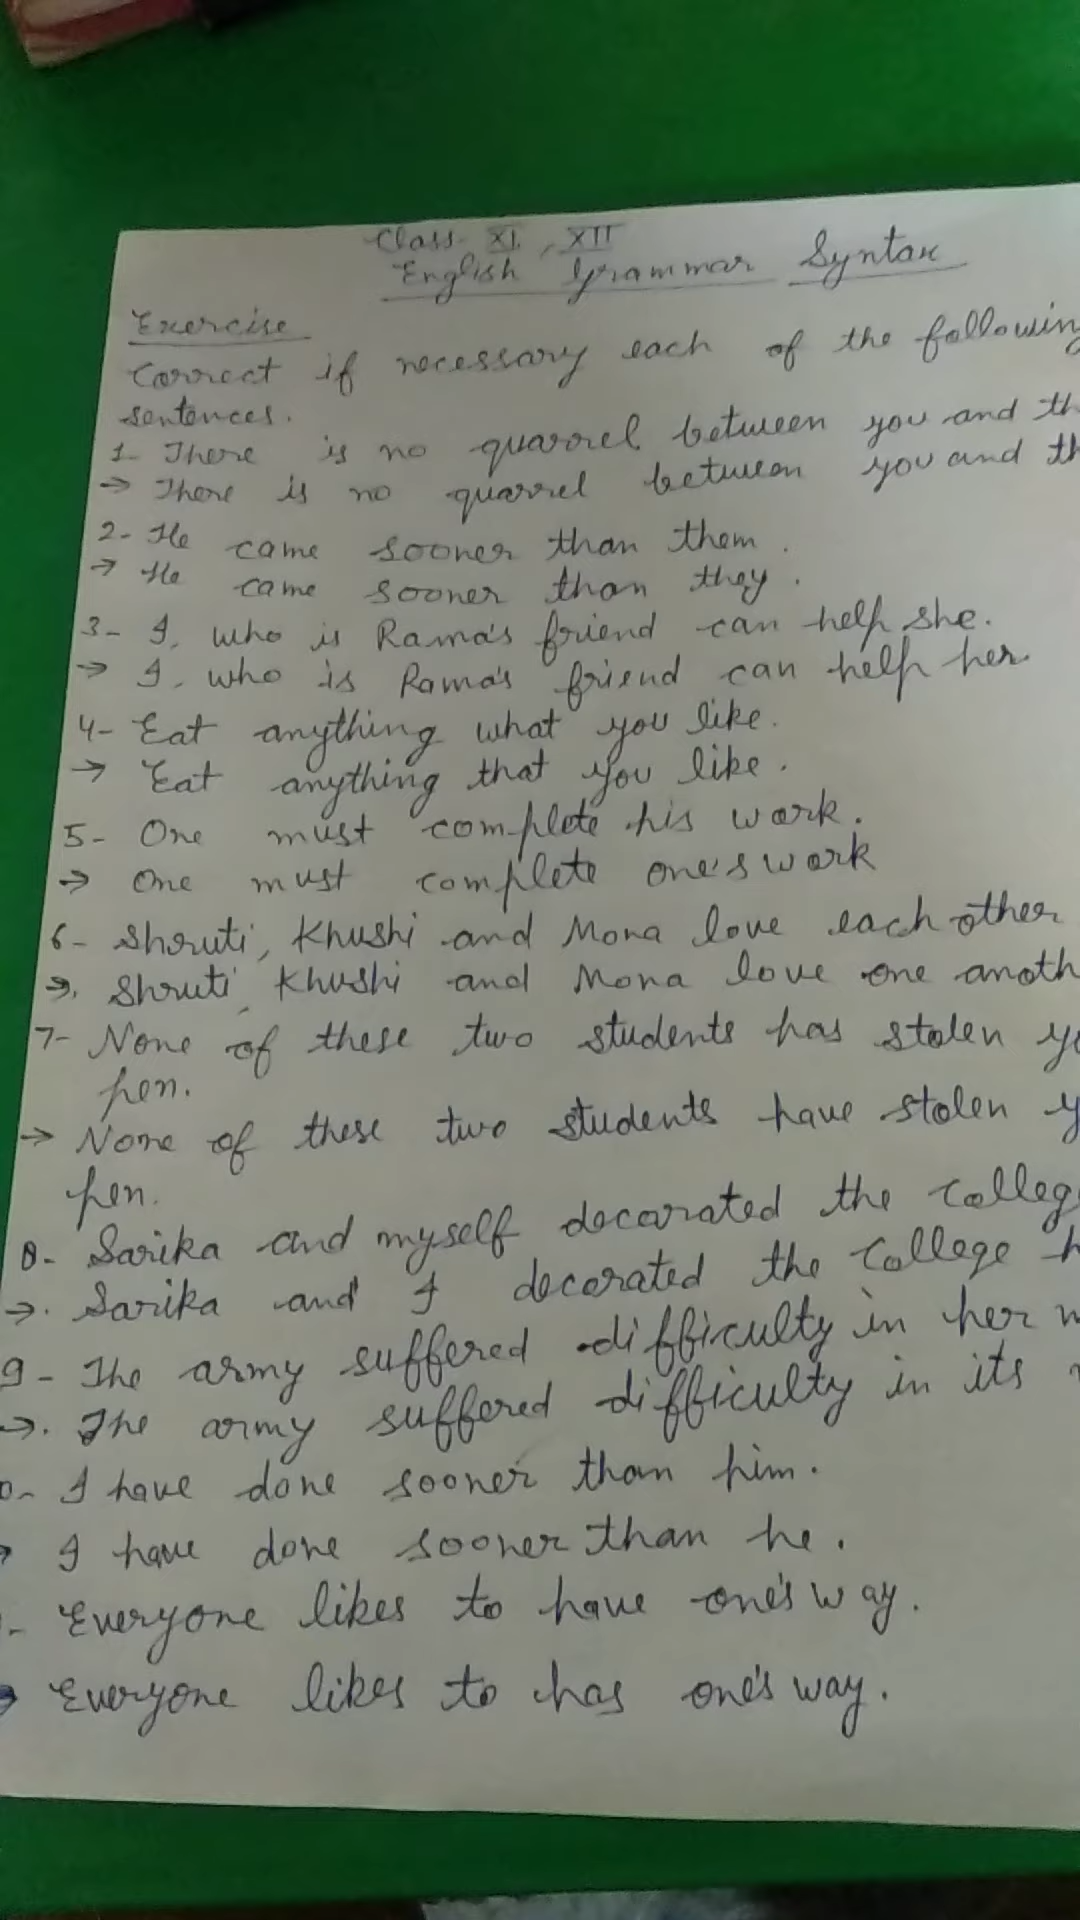 Class- XI, XII
English Grammar Syntax
Exercise
Correct if necessary each of the following
sentences.
1- There is no quarrel between you and
→ There is no quarrel between you and
2- He came sooner than them.
→ He came sooner than they.
3- I, who is Rama's friend can help she.
→ I, who is Rama's friend can help her
4- Eat anything what you like.
→ Eat anything that you like.
5- One must complete his work.
→ One must complete one's work
6- Shruti, Khushi and Mona love each other
→. Shruti, Khushi and Mona love one
7- None of these two students has stolen
pen.
→ None of these two students have stolen
pen.
8- Sarika and myself decorated the
→. Sarika and I decorated the College
9- The army suffered difficulty in her
→. The army suffered difficulty in its
- I have done sooner than him.
I have done sooner than he.
- Everyone likes to have one's way.
Everyone likes to has one's way.